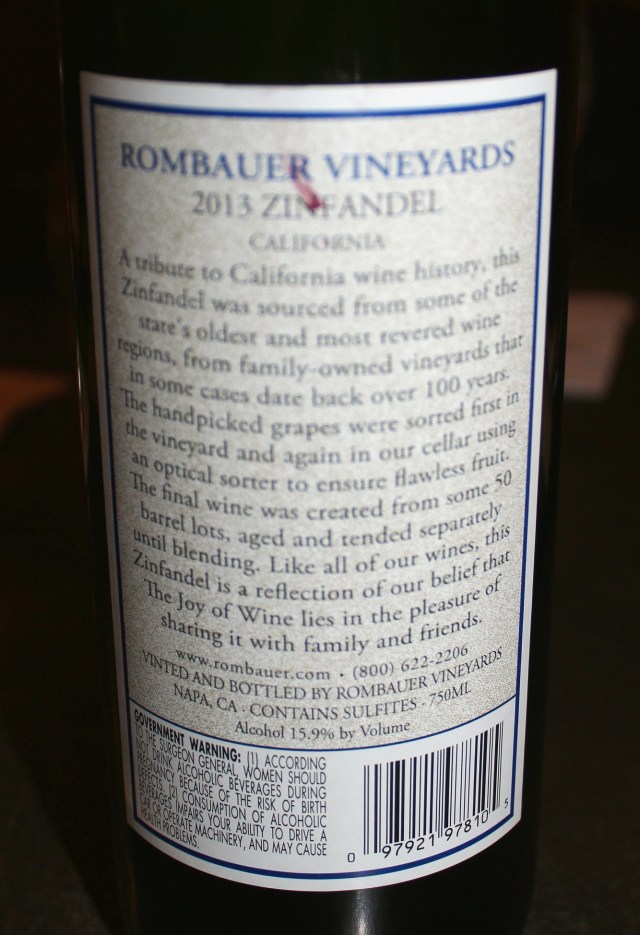 ROMBAUER VINEYARDS
2013 ZINFANDEL
CALIFORNIA
A tribute to California wine history, this
Zinfandel was sourced from some of the
state's oldest and most revered wine
regions, from family-owned vineyards that
in some cases date back over 100 years.
The handpicked grapes were sorted first in
the vineyard and again in our cellar using
an optical sorter to ensure flawless fruit.
The final wine was created from some 50
barrel lots, aged and tended separately
until blending. Like all of our wines, this
Zinfandel is a reflection of our belief that
The Joy of Wine lies in the pleasure of
sharing it with family and friends.
www.rombauer.com • (800) 622-2206
VINTED AND BOTTLED BY ROMBAUER VINEYARDS
NAPA, CA · CONTAINS SULFITES · 750ML
Alcohol 15.9% by Volume
GOVERNMENT WARNING: (1) ACCORDING
TO THE SURGEON GENERAL, WOMEN SHOULD
NOT DRINK ALCOHOLIC BEVERAGES DURING
PREGNANCY BECAUSE OF THE RISK OF BIRTH
DEFECTS. (2) CONSUMPTION OF ALCOHOLIC
BEVERAGES IMPAIRS YOUR ABILITY TO DRIVE A
CAR OR OPERATE MACHINERY, AND MAY CAUSE
HEALTH PROBLEMS.
0 97921 97810 5